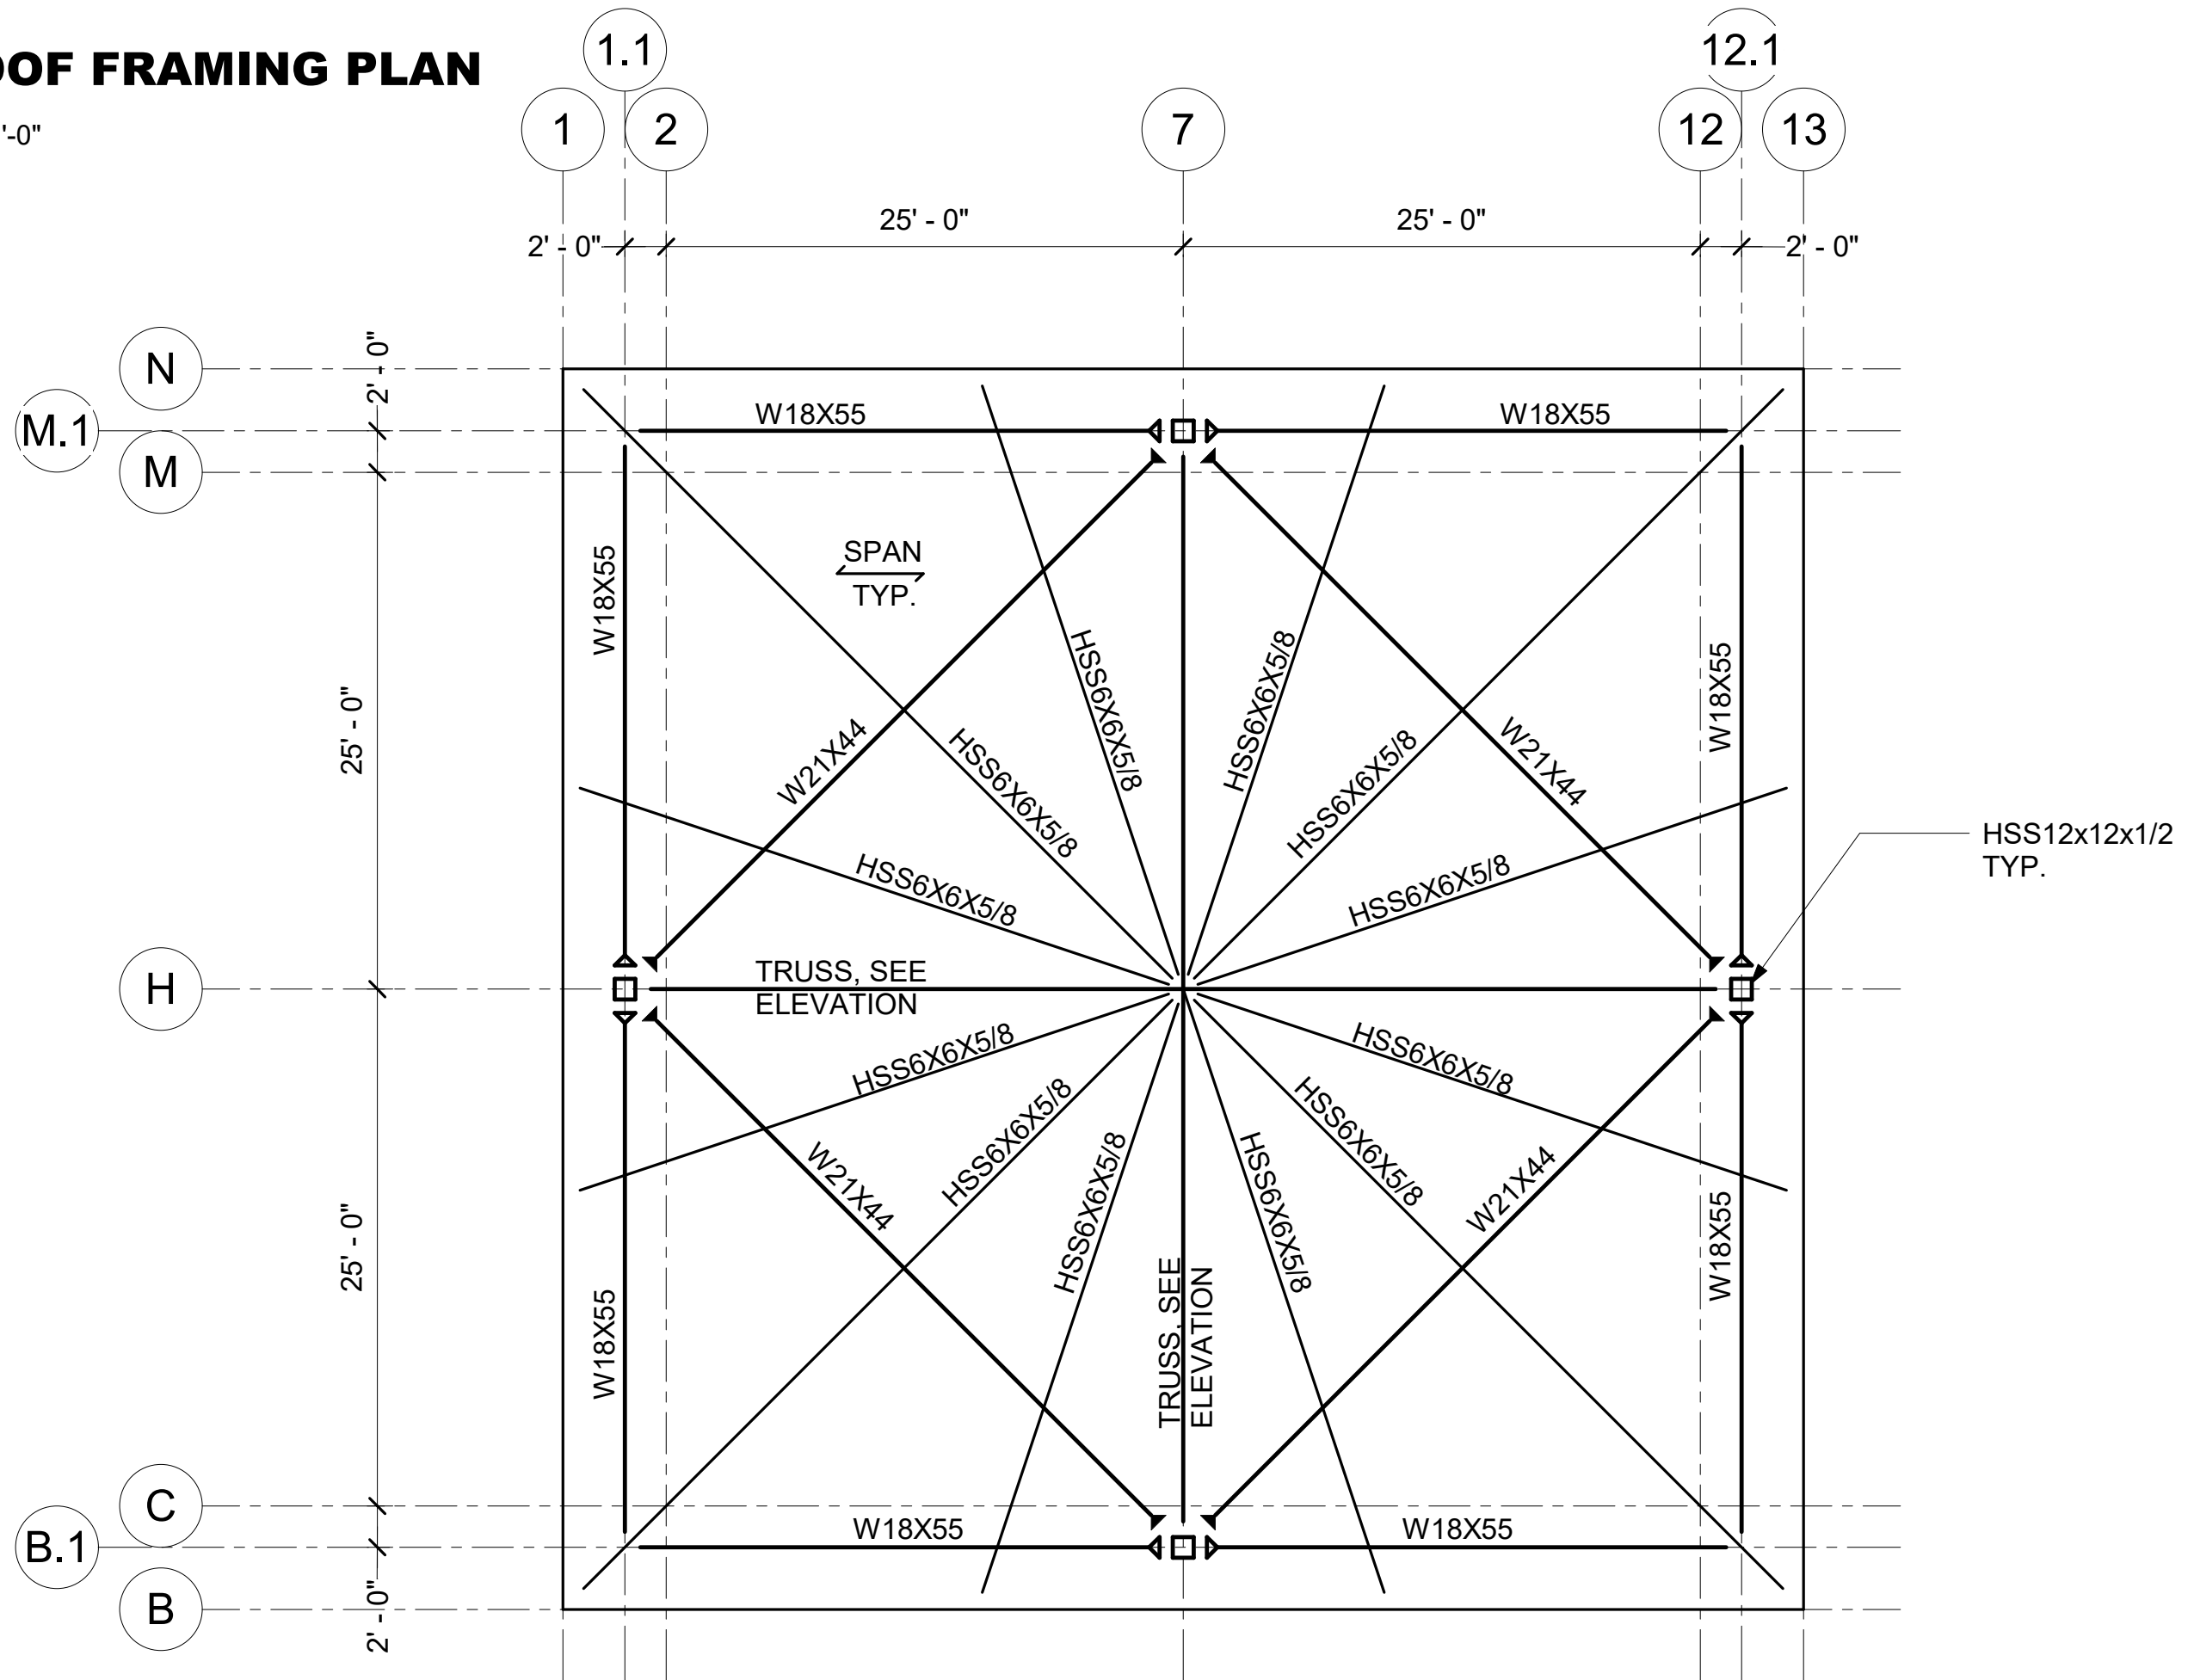 OOF FRAMING PLAN
'-0"
1.1
12.1
1
2
7
12
13
25' - 0"
25' - 0"
2' - 0"
2' - 0"
N
2' - 0"
M.1
W18X55
W18X55
M
SPAN
TYP.
W18X55
W18X55
HSS6X6X5/8
HSS6X6X5/8
25' - 0"
W21X44
HSS6X6X5/8
HSS6X6X5/8
W21X44
HSS12x12x1/2
TYP.
HSS6X6X5/8
HSS6X6X5/8
H
TRUSS, SEE
ELEVATION
HSS6X6X5/8
HSS6X6X5/8
25' - 0"
W21X44
HSS6X6X5/8
HSS6X6X5/8
HSS6X6X5/8
HSS6X6X5/8
W21X44
W18X55
W18X55
TRUSS, SEE
ELEVATION
C
W18X55
W18X55
B.1
B
2' - 0"